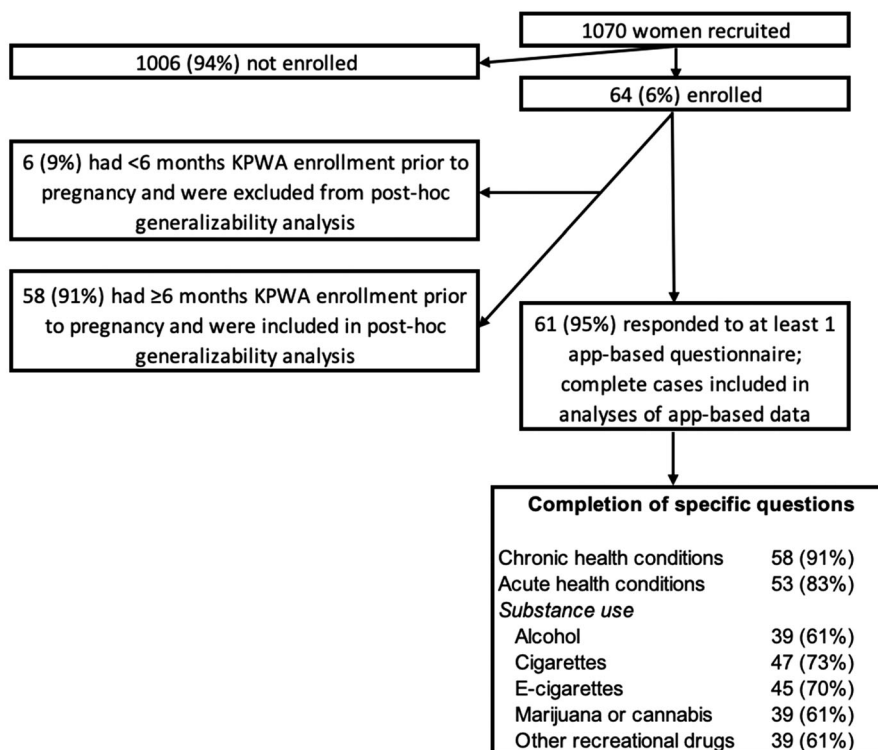 1070 women recruited
1006 (94%) not enrolled
64 (6%) enrolled
6 (9%) had <6 months KPWA enrollment prior to
pregnancy and were excluded from post-hoc
generalizability analysis
58 (91%) had ≥6 months KPWA enrollment prior
to pregnancy and were included in post-hoc
generalizability analysis
61 (95%) responded to at least 1
app-based questionnaire;
complete cases included in
analyses of app-based data
Completion of specific questions
Chronic health conditions 58 (91%)
Acute health conditions 53 (83%)
Substance use
Alcohol 39 (61%)
Cigarettes 47 (73%)
E-cigarettes 45 (70%)
Marijuana or cannabis 39 (61%)
Other recreational drugs 39 (61%)